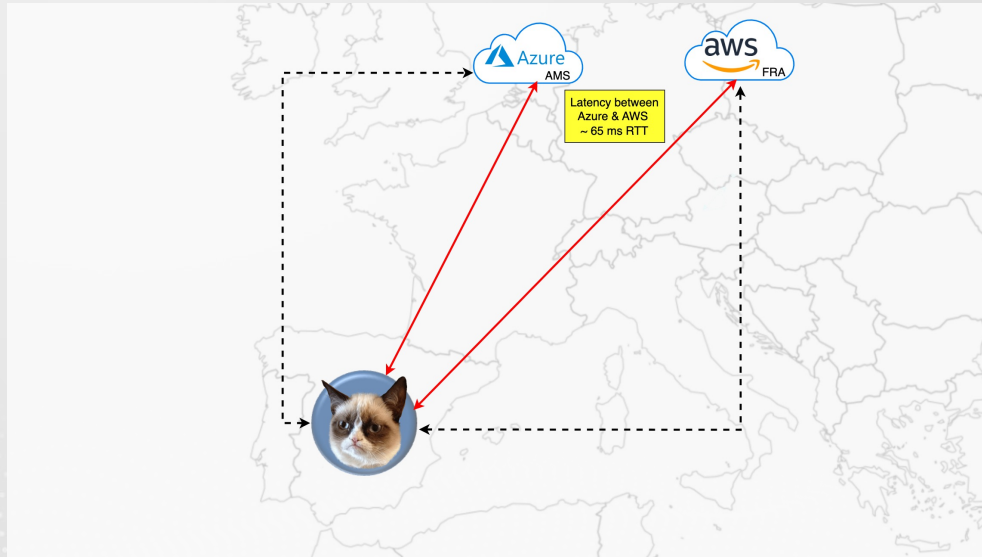 Azure
AMS
aws
FRA
Latency between
Azure & AWS
~ 65 ms RTT